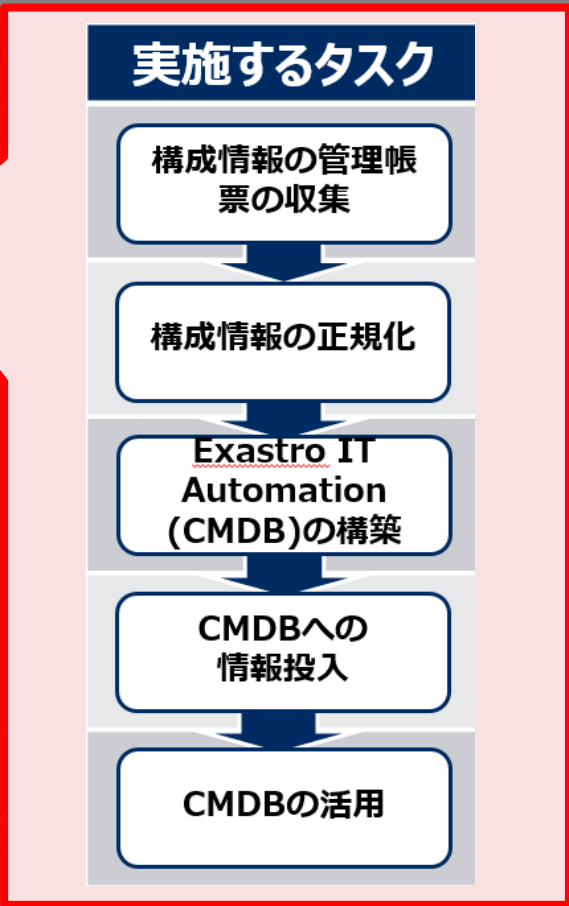 実施するタスク
構成情報の管理帳
票の収集
構成情報の正規化
Exastro IT
Automation
(CMDB)の構築
CMDBへの
情報投入
CMDBの活用